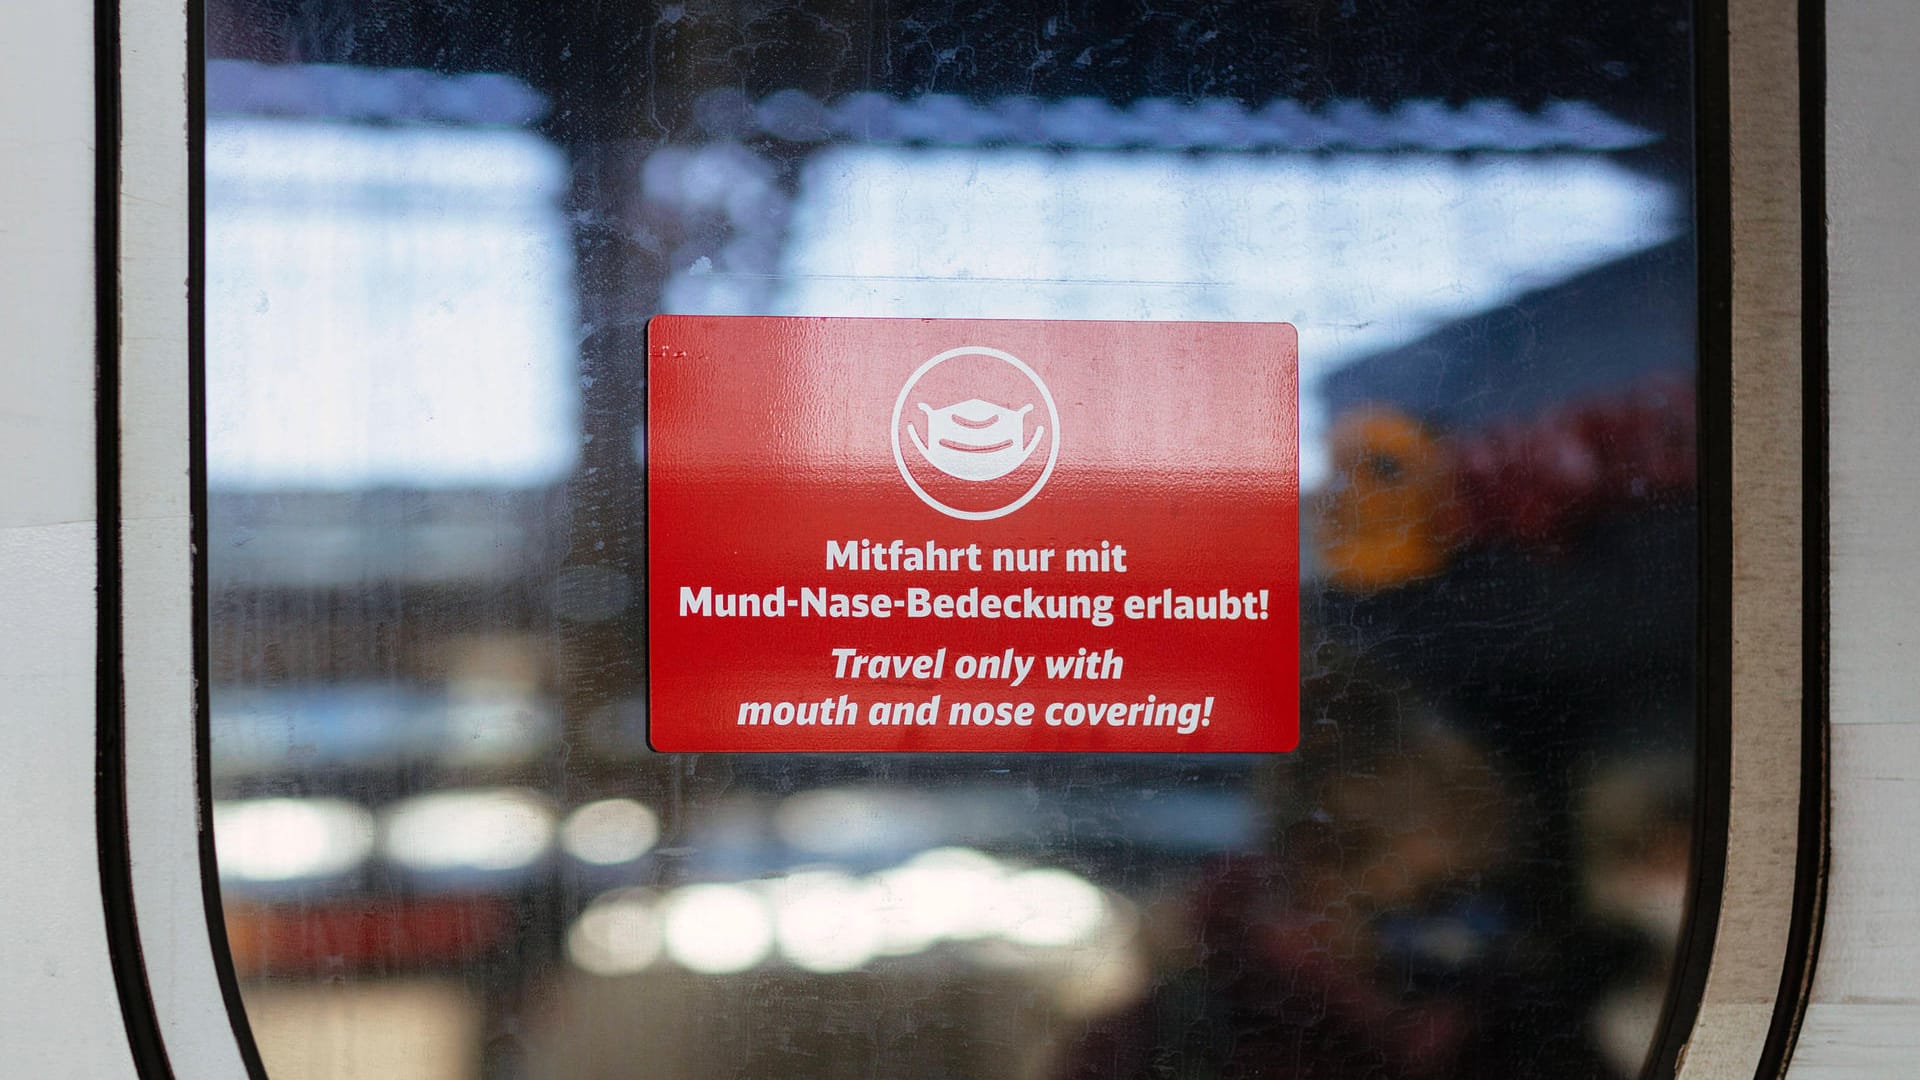 Mitfahrt nur mit
Mund-Nase-Bedeckung erlaubt!
Travel only with
mouth and nose covering!